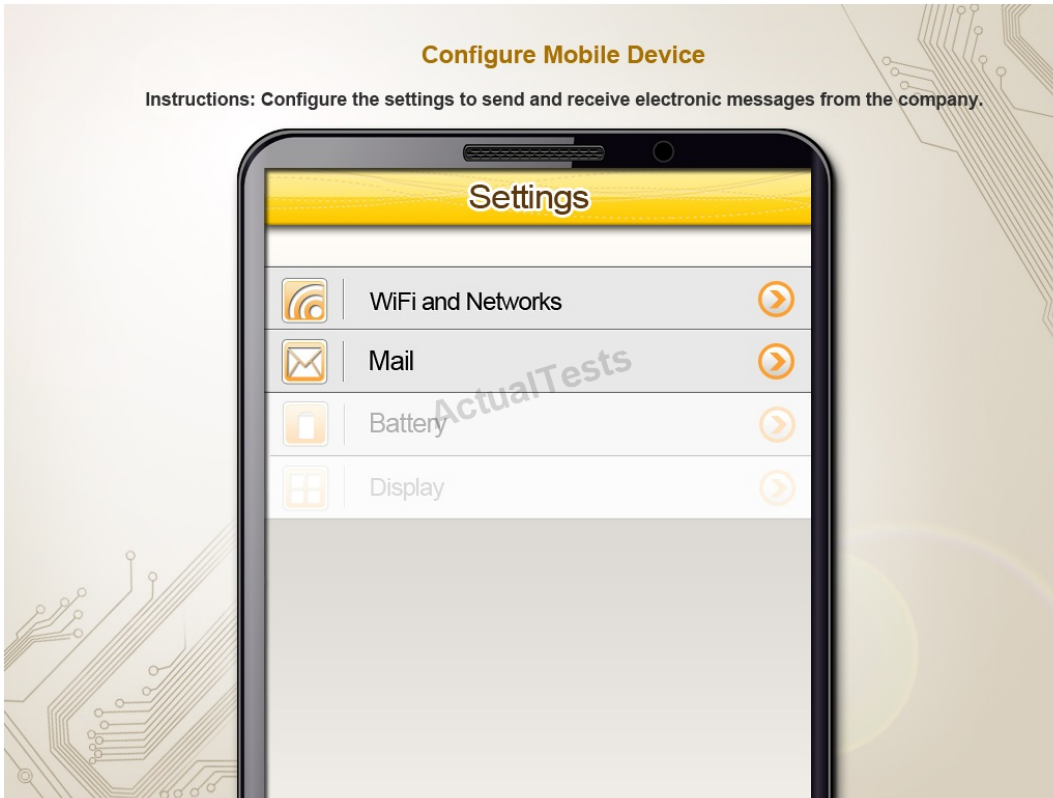 Configure Mobile Device
Instructions: Configure the settings to send and receive electronic messages from the company.
Settings
WiFi and Networks
Mail
ActualTests
Battery
Display